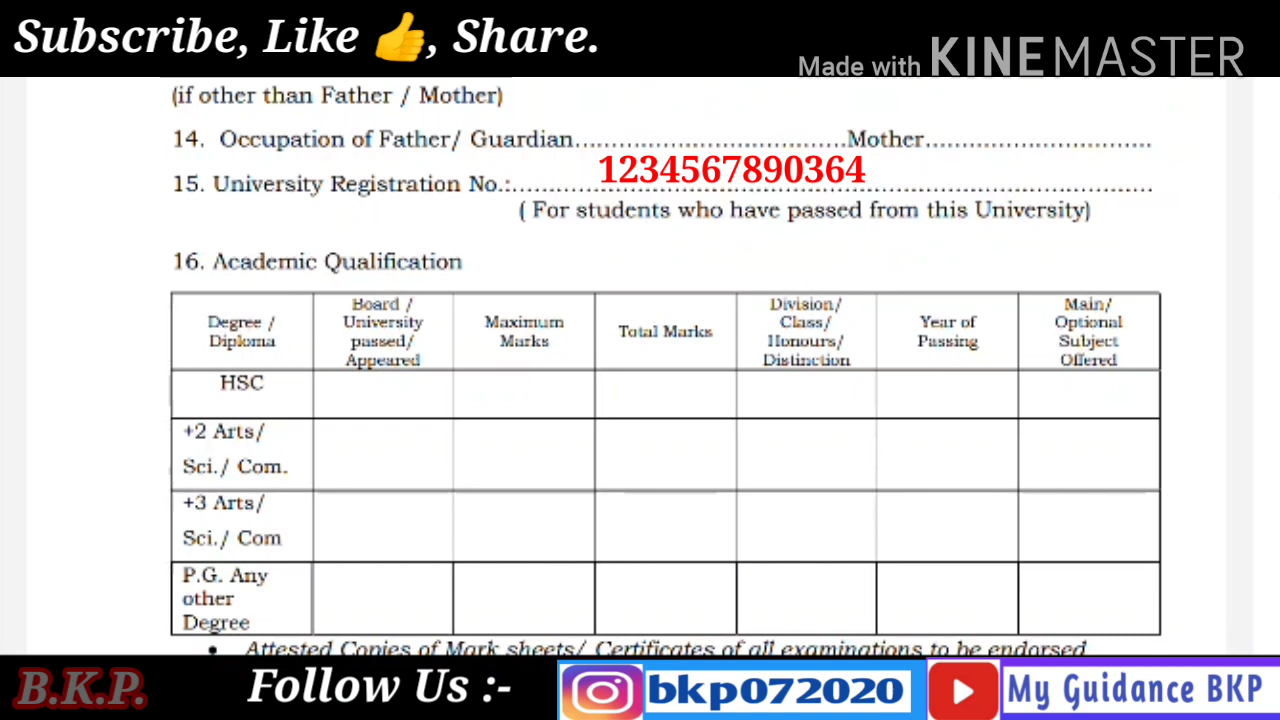 Subscribe, Like 👍, Share.
Made with KINEMASTER
(if other than Father / Mother)
14. Occupation of Father/ Guardian....................................Mother..............................
1234567890364
15. University Registration No.:....................................................................................
( For students who have passed from this University)
16. Academic Qualification
Degree / Diploma
Board / University passed/ Appeared
Maximum Marks
Total Marks
Division/ Class/ Honours/ Distinction
Year of Passing
Main/ Optional Subject Offered
HSC
+2 Arts/
Sci./ Com.
+3 Arts/
Sci./ Com
P.G. Any
other
Degree
• Attested Copies of Mark sheets/ Certificates of all examinations to be endorsed
B.K.P.
Follow Us :-
bkp072020
My Guidance BKP